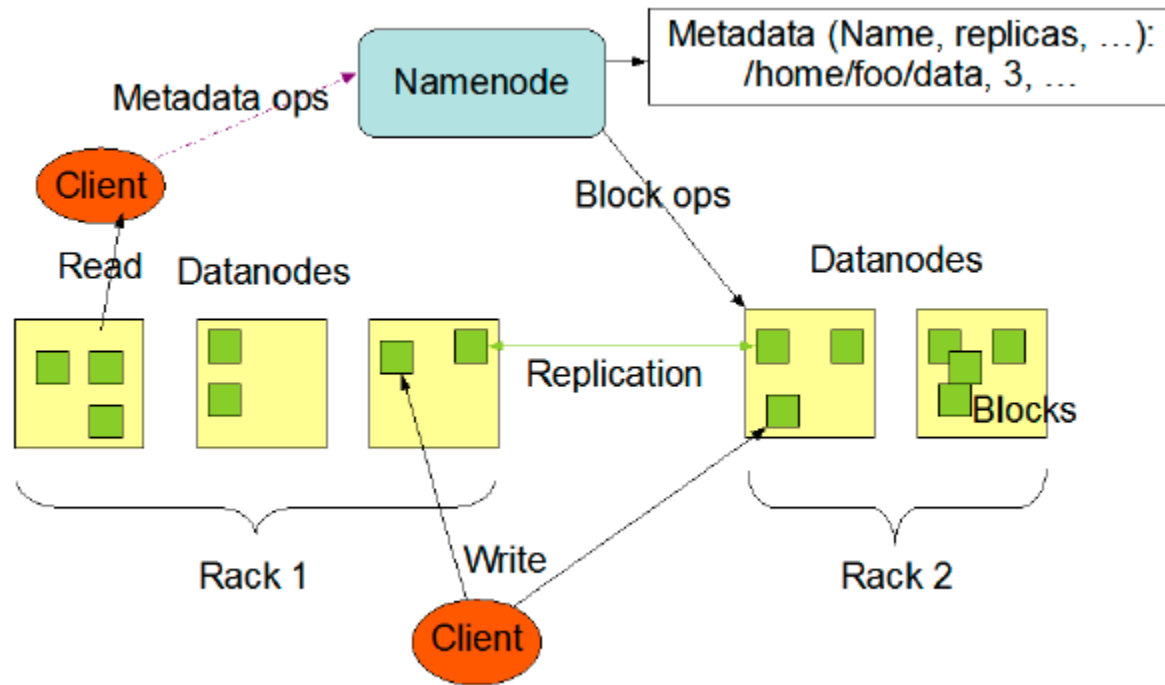 Metadata (Name, replicas, …):
/home/foo/data, 3, …
Namenode
Metadata ops
Client
Block ops
Read
Datanodes
Datanodes
Replication
Blocks
Rack 1
Write
Rack 2
Client